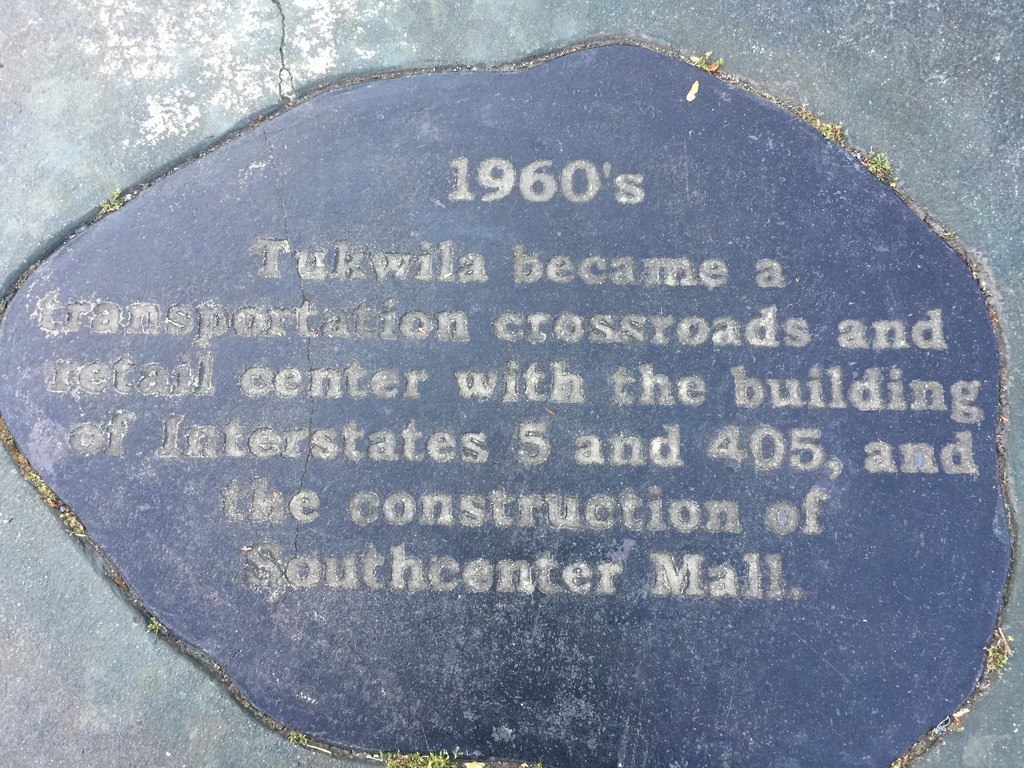 1960's
Tukwila became a
transportation crossroads and
retail center with the building
of Interstates 5 and 405, and
the construction of
Southcenter Mall.